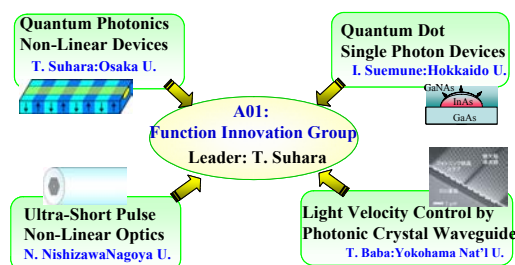 Quantum Photonics
Non-Linear Devices
T. Suhara:Osaka U.
Quantum Dot
Single Photon Devices
I. Suemune:Hokkaido U.
GaNAs
InAs
GaAs
A01:
Function Innovation Group
Leader: T. Suhara
Ultra-Short Pulse
Non-Linear Optics
N. NishizawaNagoya U.
Light Velocity Control by
Photonic Crystal Waveguide
T. Baba:Yokohama Nat'l U.